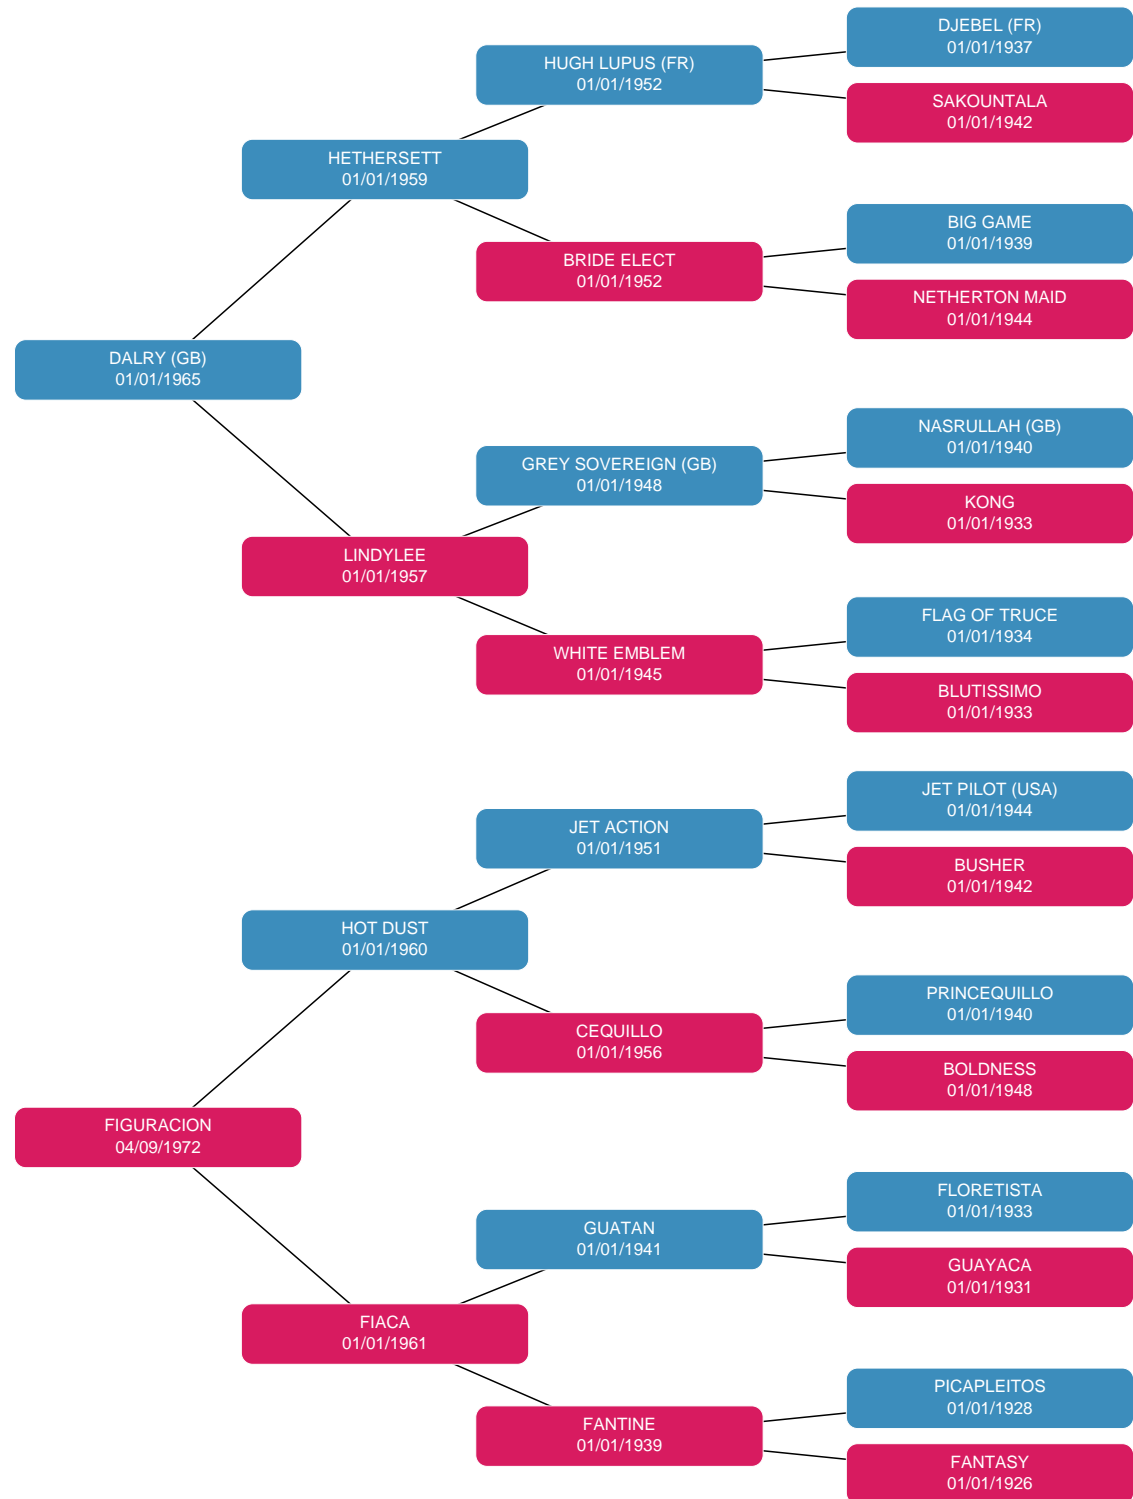 DJEBEL (FR)
01/01/1937
HUGH LUPUS (FR)
01/01/1952
SAKOUNTALA
01/01/1942
HETHERSETT
01/01/1959
BIG GAME
01/01/1939
BRIDE ELECT
01/01/1952
NETHERTON MAID
01/01/1944
DALRY (GB)
01/01/1965
NASRULLAH (GB)
01/01/1940
GREY SOVEREIGN (GB)
01/01/1948
KONG
01/01/1933
LINDYLEE
01/01/1957
FLAG OF TRUCE
01/01/1934
WHITE EMBLEM
01/01/1945
BLUTISSIMO
01/01/1933
JET PILOT (USA)
01/01/1944
JET ACTION
01/01/1951
BUSHER
01/01/1942
HOT DUST
01/01/1960
PRINCEQUILLO
01/01/1940
CEQUILLO
01/01/1956
BOLDNESS
01/01/1948
FIGURACION
04/09/1972
FLORETISTA
01/01/1933
GUATAN
01/01/1941
GUAYACA
01/01/1931
FIACA
01/01/1961
PICAPLEITOS
01/01/1928
FANTINE
01/01/1939
FANTASY
01/01/1926